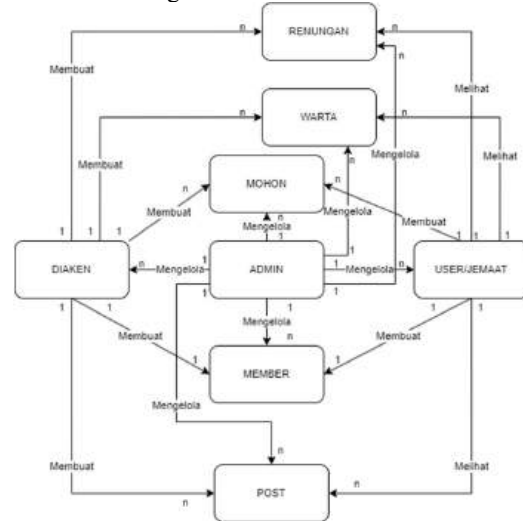 RENUNGAN
n
n
n
Membuat
Melihat
WARTA
n
n
Membuat
Melihat
n
Mengelola
MOHON
n
n
Membuat
n
Mengelola
Mengelola
Membuat
1
1
1
1
1
1
1
1
DIAKEN
n
Mengelola
1
ADMIN
1
Mengelola
n
USER/JEMAAT
1
1
1
1
1
1
1
Mengelola
Membuat
n
Membuat
1
1
MEMBER
Mengelola
n
Membuat
Melihat
n
n
POST